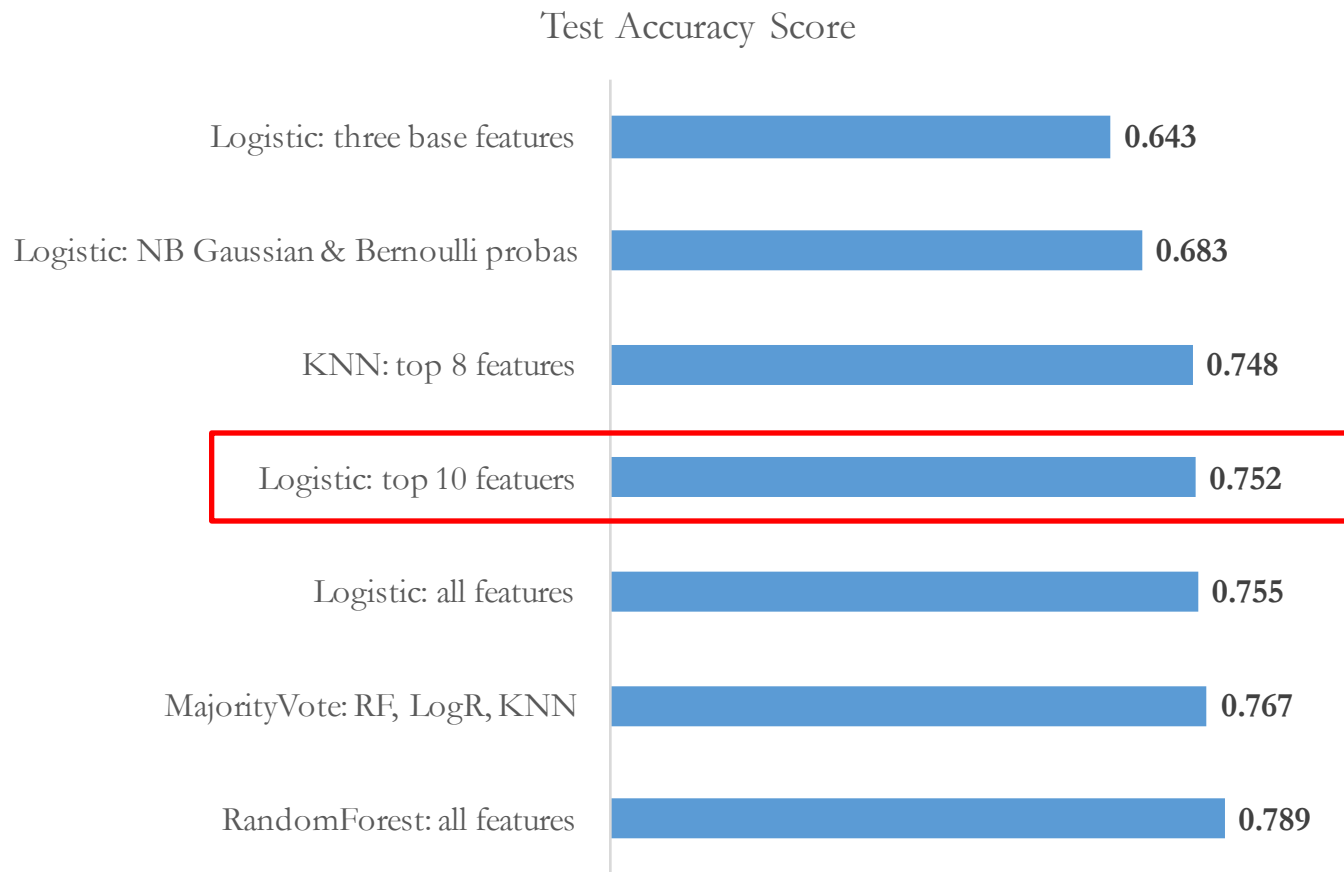 Test Accuracy Score
Logistic: three base features 0.643
Logistic: NB Gaussian & Bernoulli probas 0.683
KNN: top 8 features 0.748
Logistic: top 10 featuers 0.752
Logistic: all features 0.755
MajorityVote: RF, LogR, KNN 0.767
RandomForest: all features 0.789